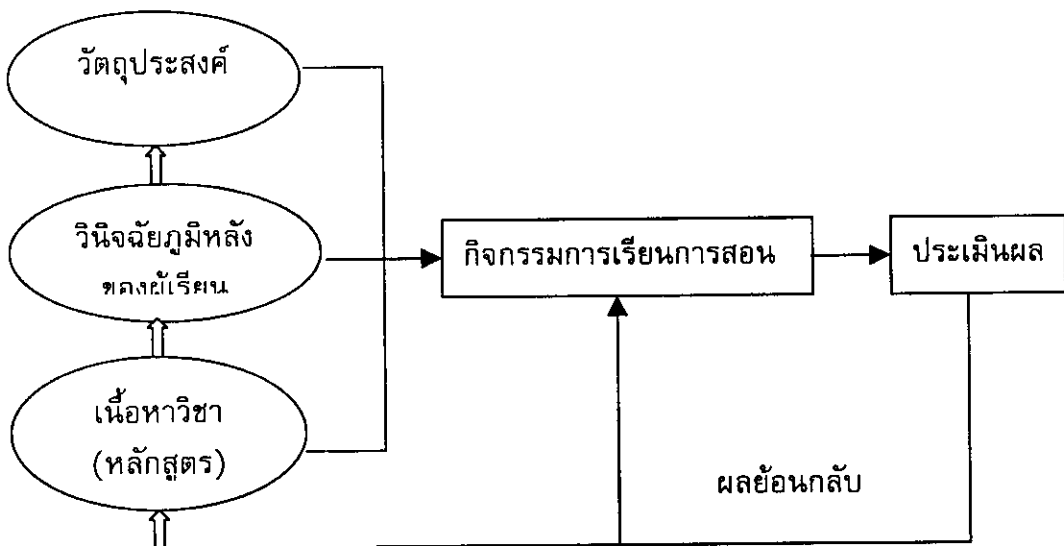 วัตถุประสงค์
วินิจฉัยภูมิหลัง
ของผู้เรียน
เนื้อหาวิชา
(หลักสูตร)
กิจกรรมการเรียนการสอน
ประเมินผล
ผลย้อนกลับ